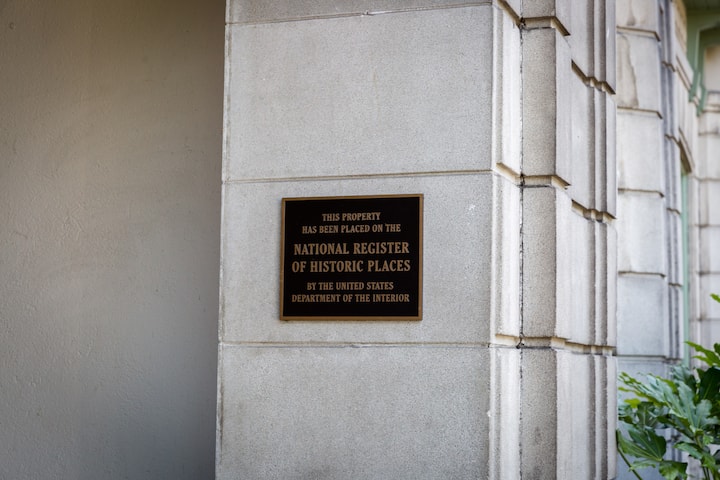 THIS PROPERTY
HAS BEEN PLACED ON THE
NATIONAL REGISTER
OF HISTORIC PLACES
BY THE UNITED STATES
DEPARTMENT OF THE INTERIOR